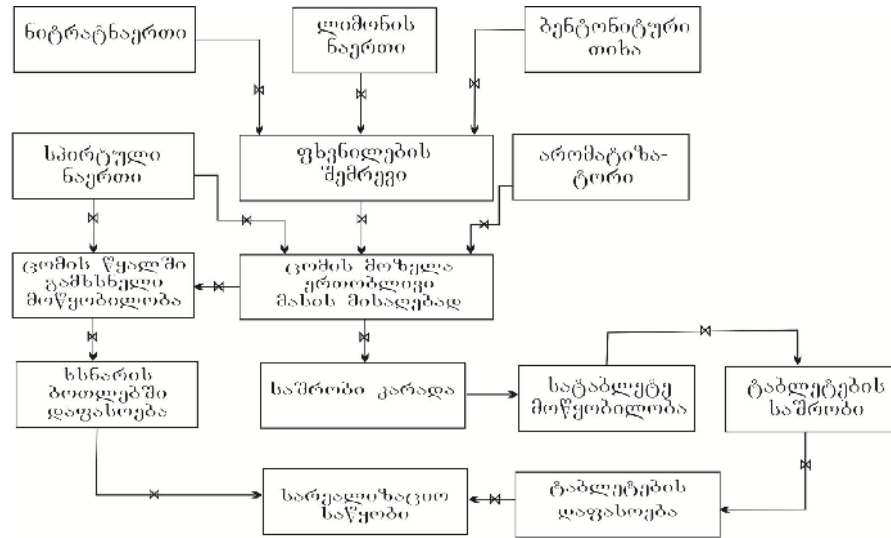 ნიტრატნაერთი
ლიმონის
ნაერთი
ბენტონიტური
თიხა
სპირტული
ნაერთი
ფხვნილების
შემრევი
არომატიზა-
ტორი
ცომის წყალში
გამხსნელი
მოწყობილობა
ცომის მოზელა
ერთობლივი
მასის მისაღებად
ხსნარის
ბოთლებში
დაფასოება
საშრობი კარადა
სატაბლეტე
მოწყობილობა
ტაბლეტების
საშრობი
სარეალიზაციო
საწყობი
ტაბლეტების
დაფასოება